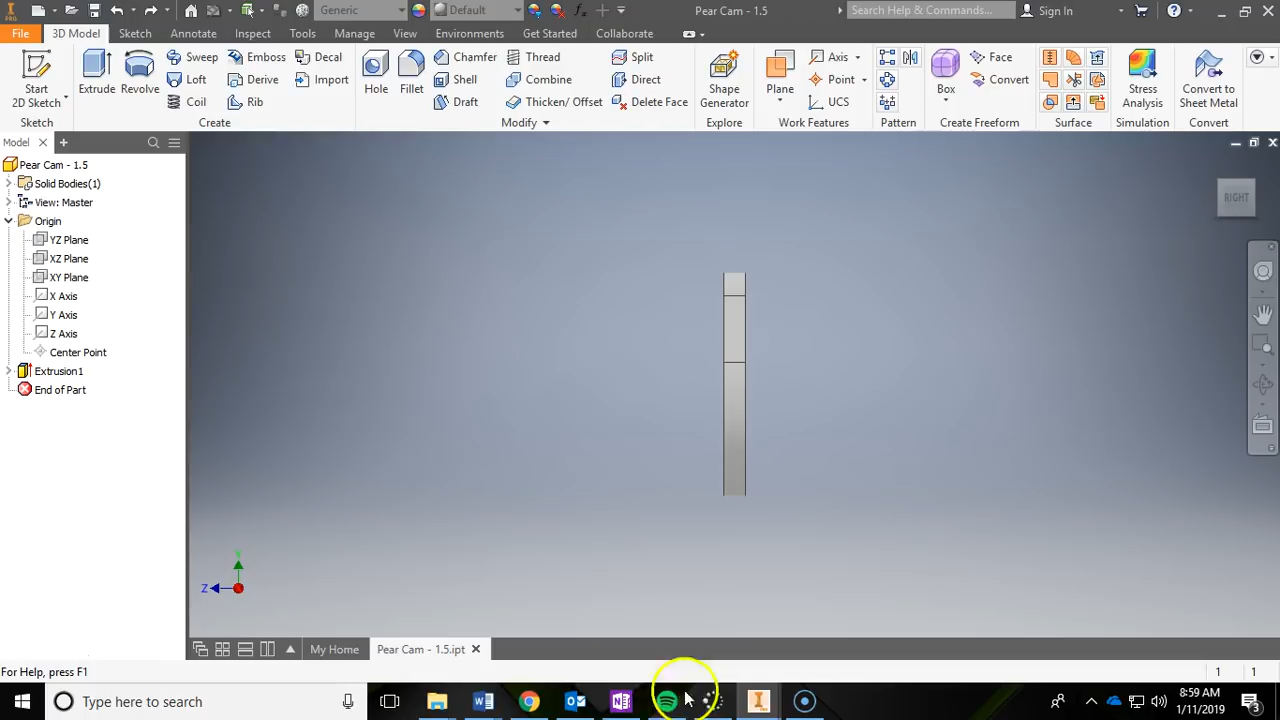 PRO
Generic
Default
Pear Cam - 1.5
Search Help & Commands...
Sign In
File
3D Model
Sketch
Annotate
Inspect
Tools
Manage
View
Environments
Get Started
Collaborate
Start
2D Sketch
Sketch
Extrude
Revolve
Sweep
Loft
Coil
Emboss
Derive
Rib
Decal
Import
Create
Hole
Fillet
Chamfer
Shell
Draft
Thread
Combine
Thicken/ Offset
Split
Direct
Delete Face
Modify
Shape
Generator
Explore
Plane
Axis
Point
UCS
Work Features
Pattern
Box
Face
Convert
Create Freeform
Surface
Stress
Analysis
Simulation
Convert to
Sheet Metal
Convert
Model
Pear Cam - 1.5
Solid Bodies(1)
View: Master
Origin
YZ Plane
XZ Plane
XY Plane
X Axis
Y Axis
Z Axis
Center Point
Extrusion1
End of Part
RIGHT
Y
Z
My Home
Pear Cam - 1.5.ipt
For Help, press F1
1
1
Type here to search
8:59 AM
1/11/2019
3